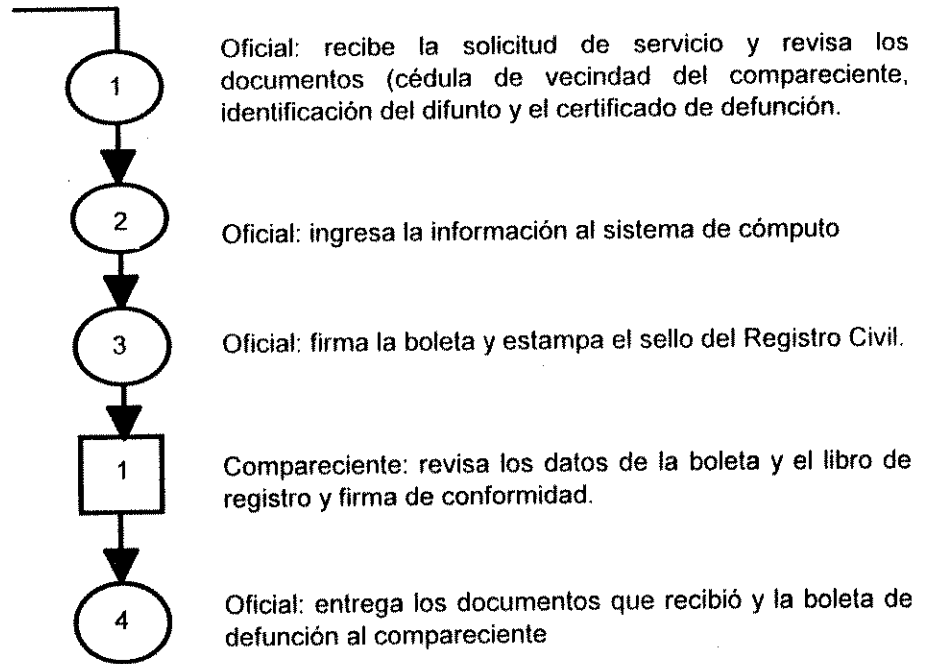 1
Oficial: recibe la solicitud de servicio y revisa los
documentos (cédula de vecindad del compareciente,
identificación del difunto y el certificado de defunción.
2
Oficial: ingresa la información al sistema de cómputo
3
Oficial: firma la boleta y estampa el sello del Registro Civil.
1
Compareciente: revisa los datos de la boleta y el libro de
registro y firma de conformidad.
4
Oficial: entrega los documentos que recibió y la boleta de
defunción al compareciente